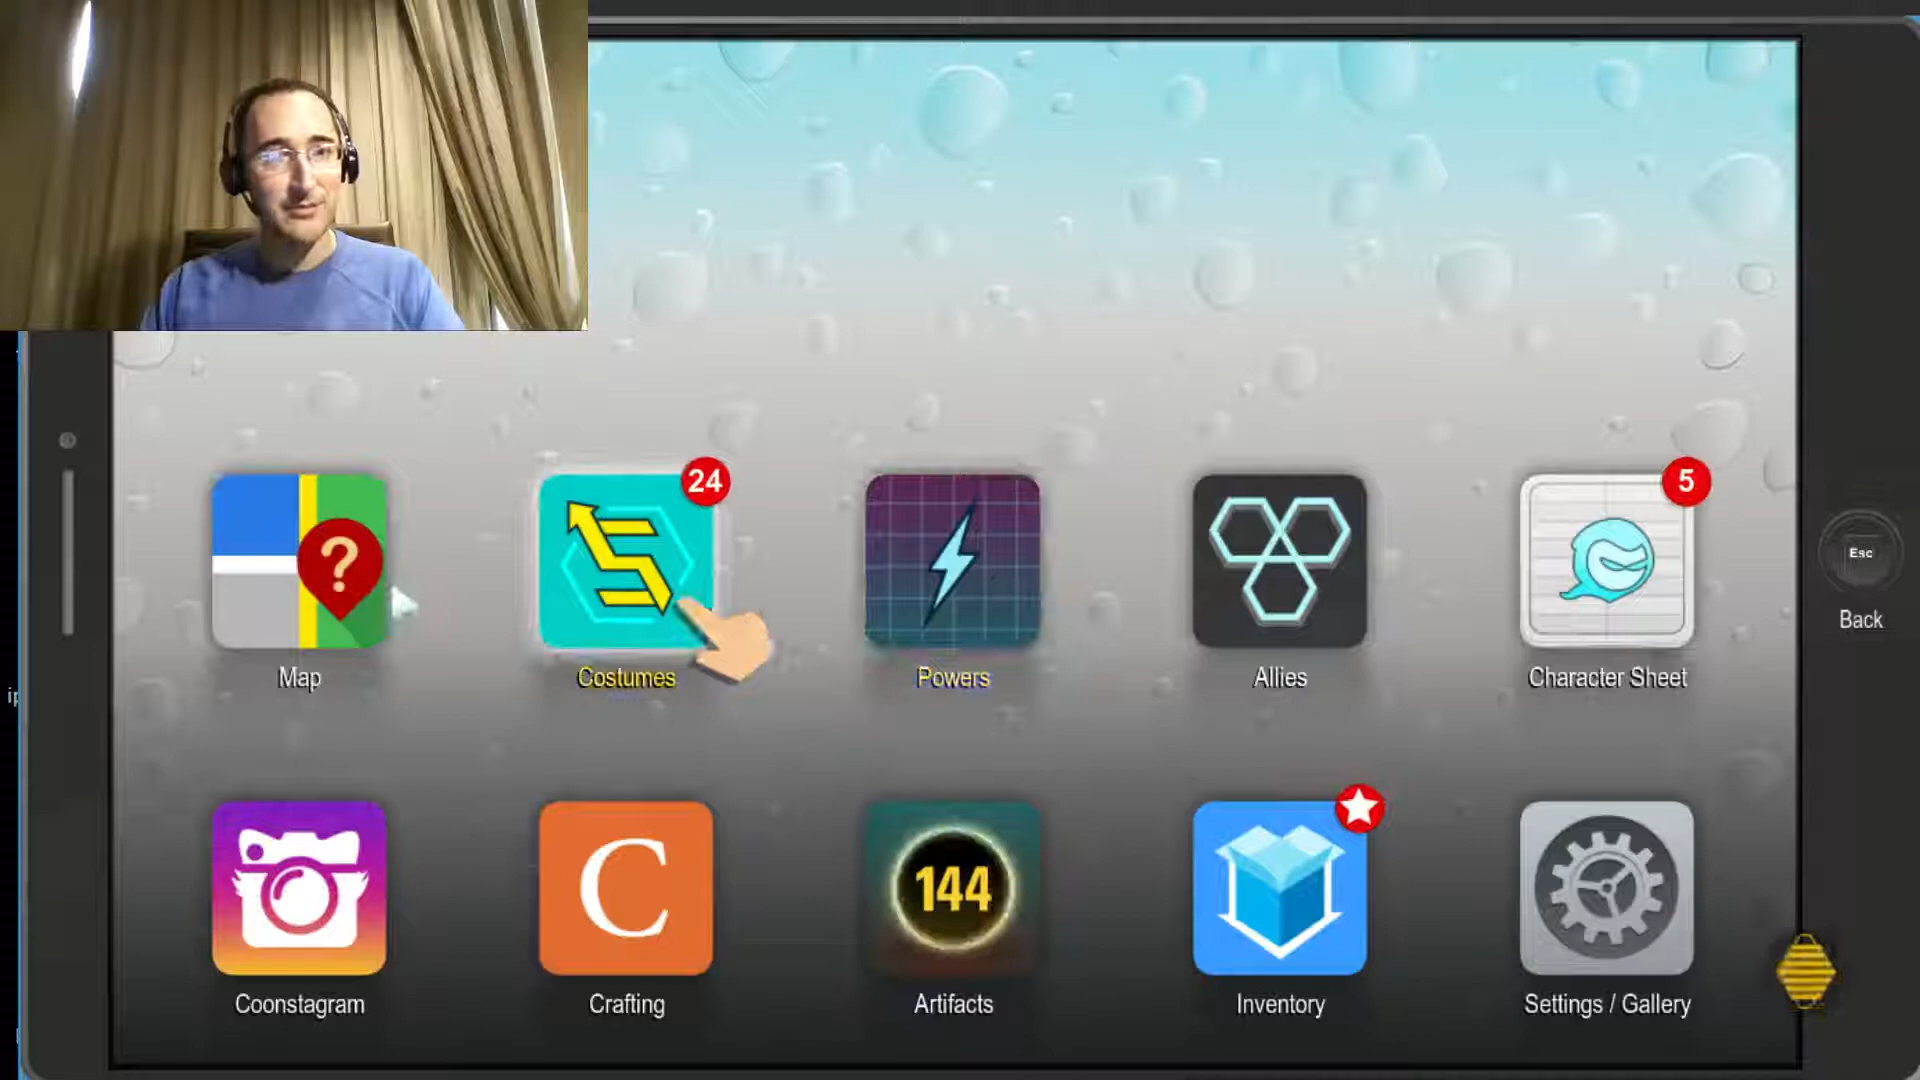 24
5
?
Esc
Back
Map
Costumes
Powers
Allies
Character Sheet
C
144
Coonstagram
Crafting
Artifacts
Inventory
Settings / Gallery